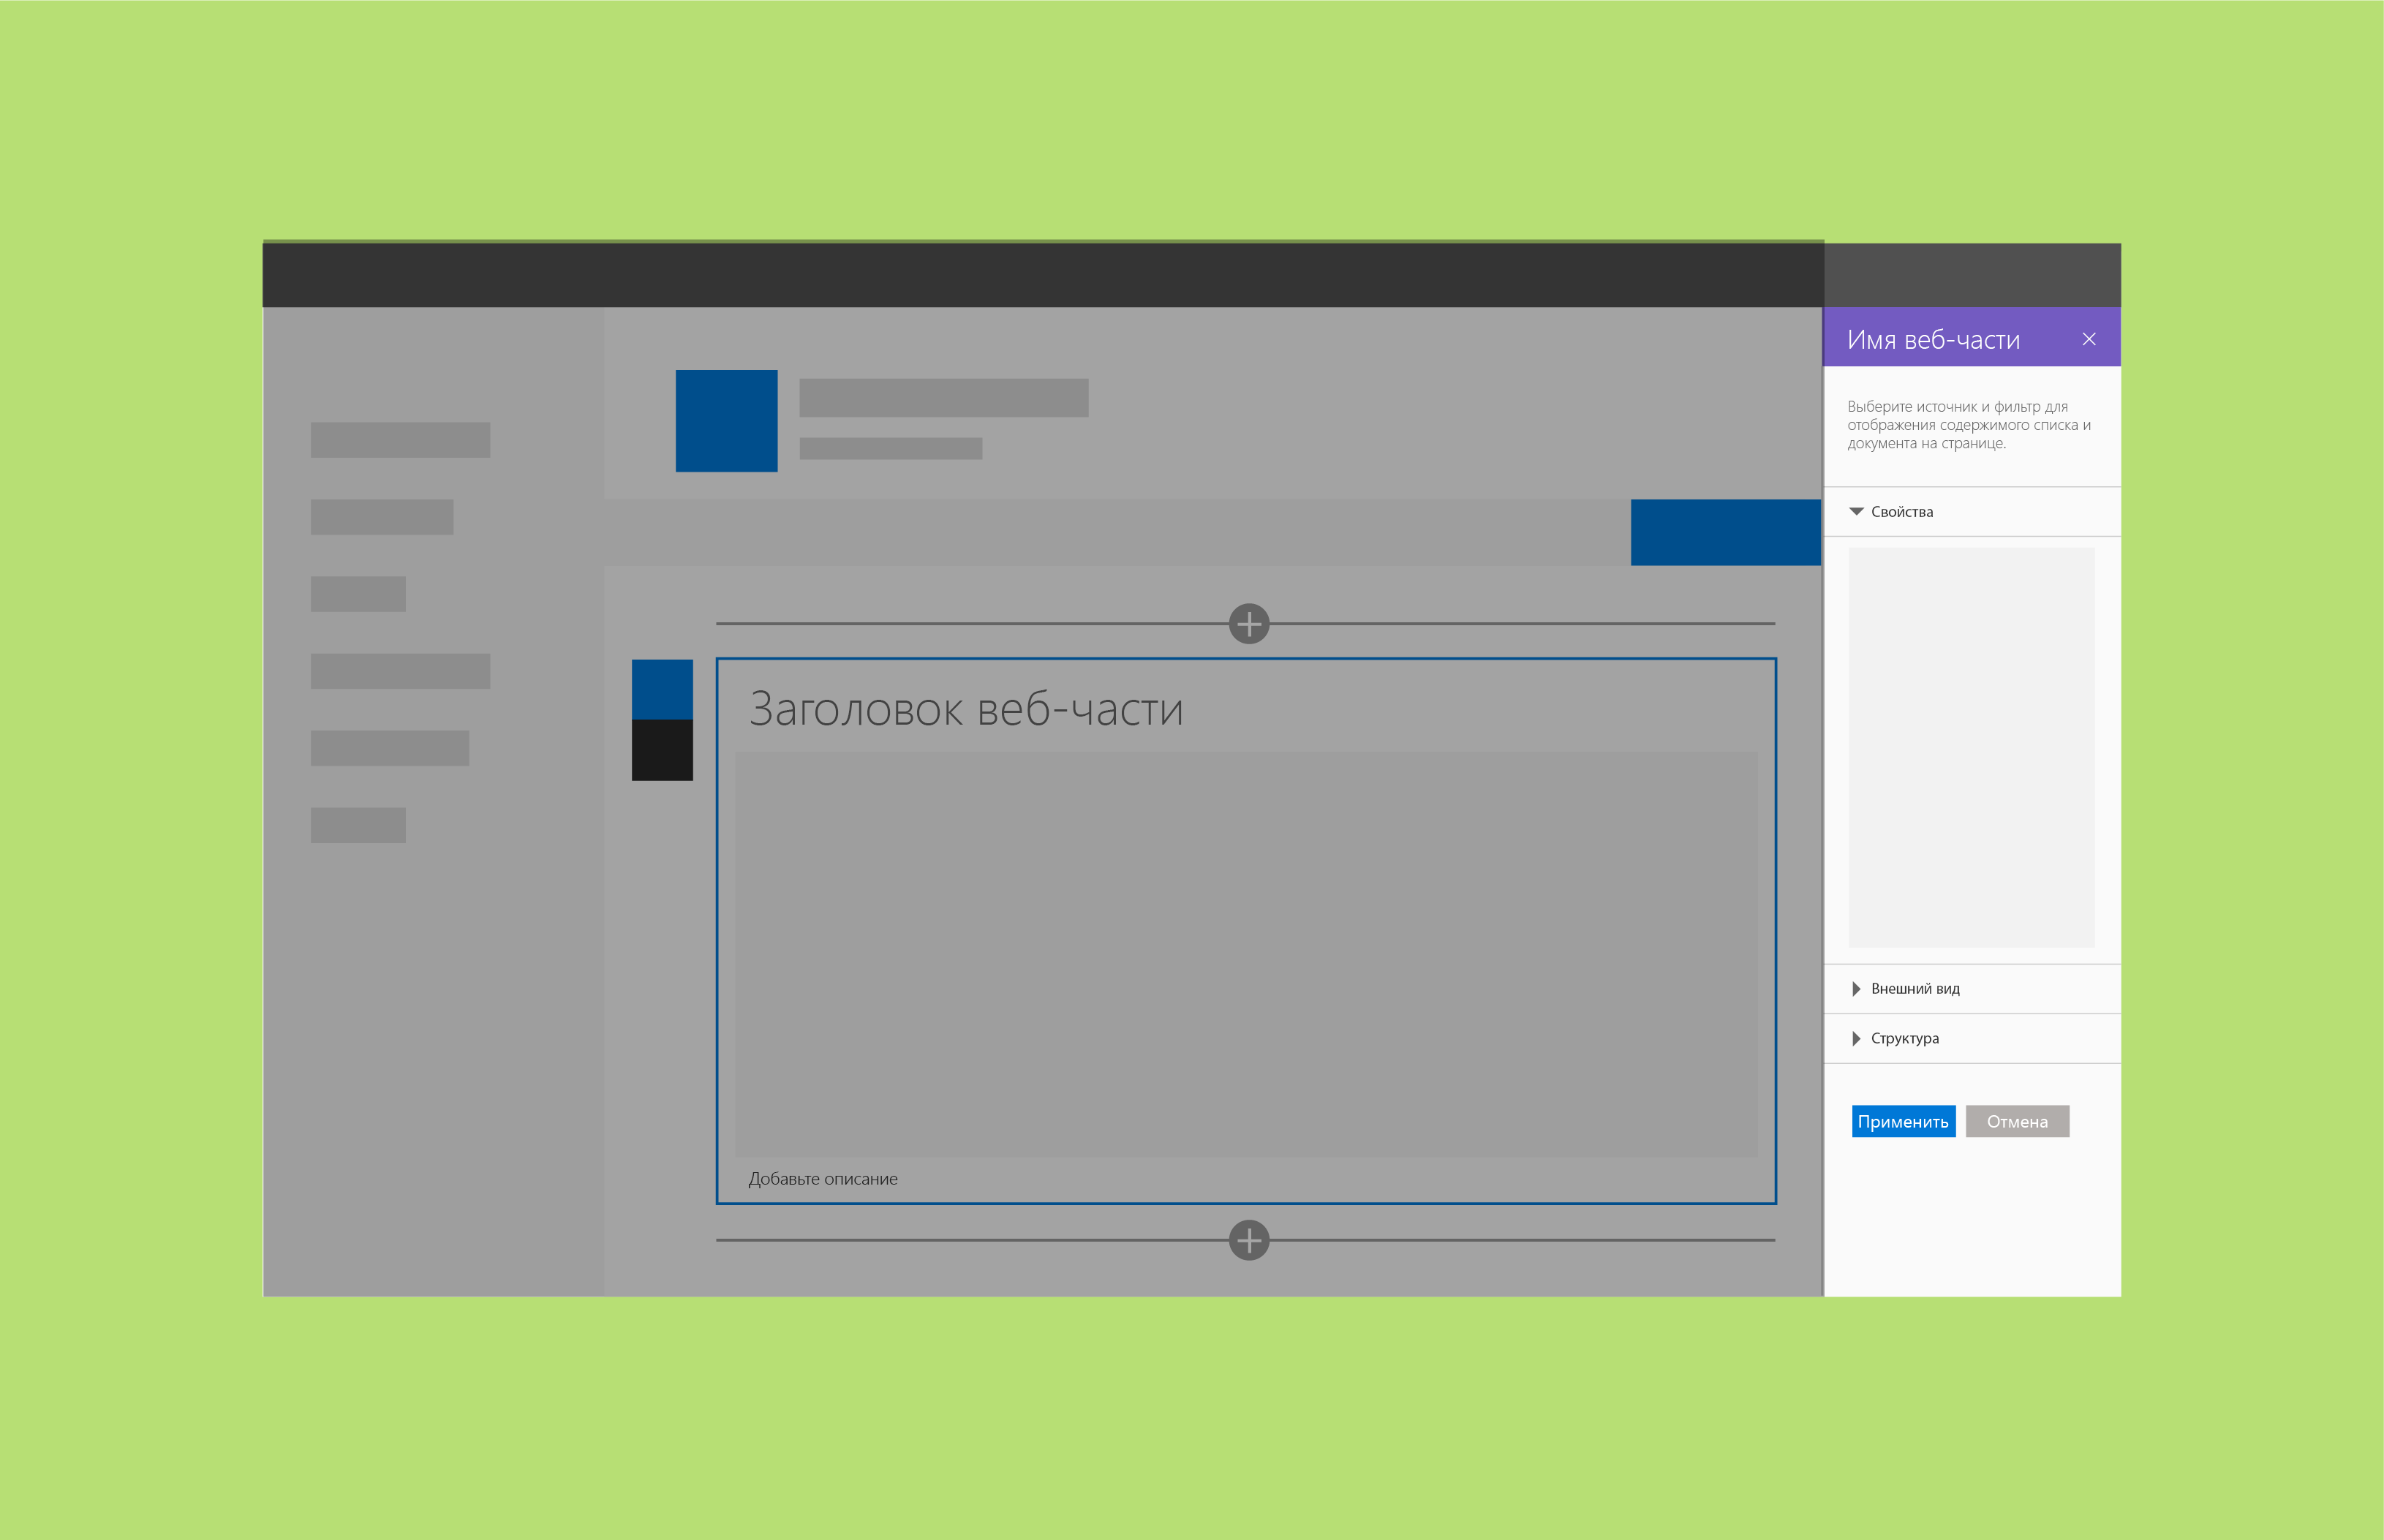 Имя веб-части
Выберите источник и фильтр для
отображения содержимого списка и
документа на странице.
Свойства
Заголовок веб-части
Добавьте описание
Внешний вид
Структура
Применить
Отмена